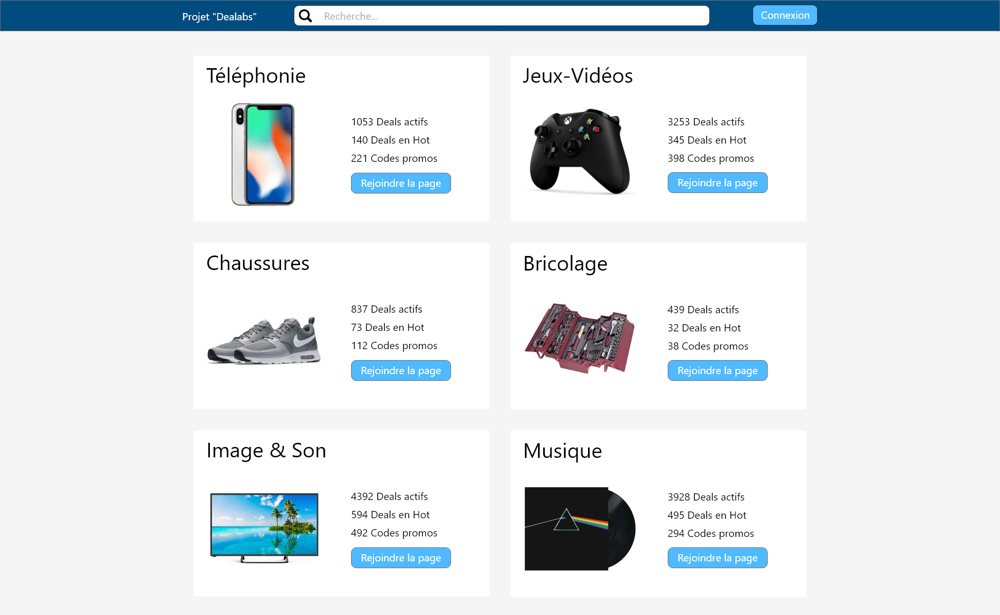 Projet "Dealabs"
Recherche...
Connexion
Téléphonie
1053 Deals actifs
140 Deals en Hot
221 Codes promos
Rejoindre la page
Jeux-Vidéos
Y
X
B
A
3253 Deals actifs
345 Deals en Hot
398 Codes promos
Rejoindre la page
Chaussures
837 Deals actifs
73 Deals en Hot
112 Codes promos
Rejoindre la page
Bricolage
439 Deals actifs
32 Deals en Hot
38 Codes promos
Rejoindre la page
Image & Son
4392 Deals actifs
594 Deals en Hot
492 Codes promos
Rejoindre la page
Musique
3928 Deals actifs
495 Deals en Hot
294 Codes promos
Rejoindre la page